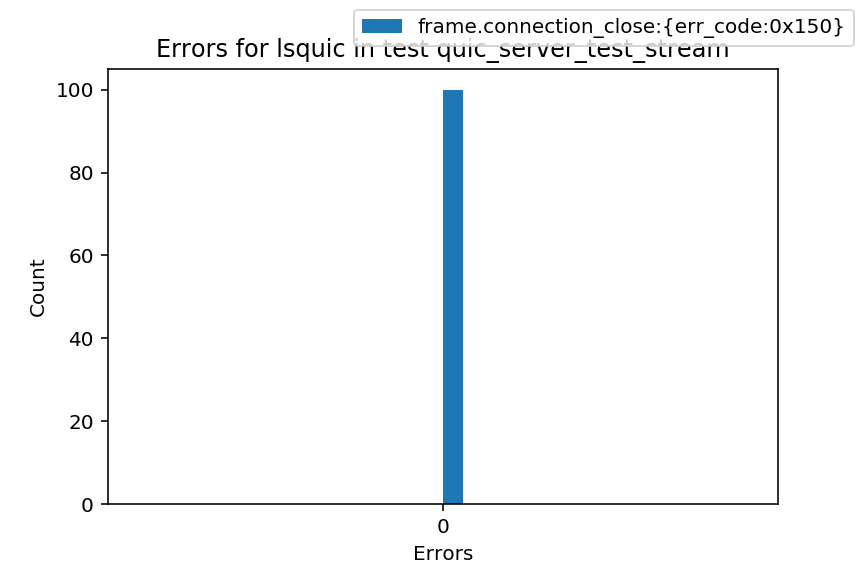 frame.connection_close:{err_code:0x150}
Errors for lsquic in test quic_server_test_stream
100
80
60
40
20
0
Count
0
Errors